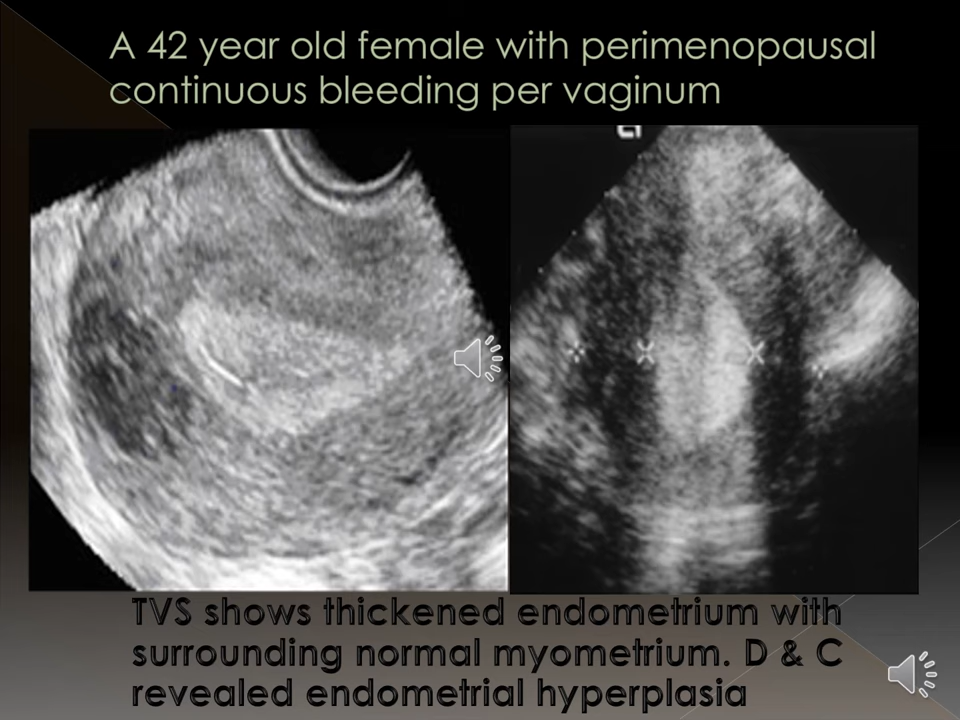 A 42 year old female with perimenopausal
continuous bleeding per vaginum
TVS shows thickened endometrium with
surrounding normal myometrium. D & C
revealed endometrial hyperplasia